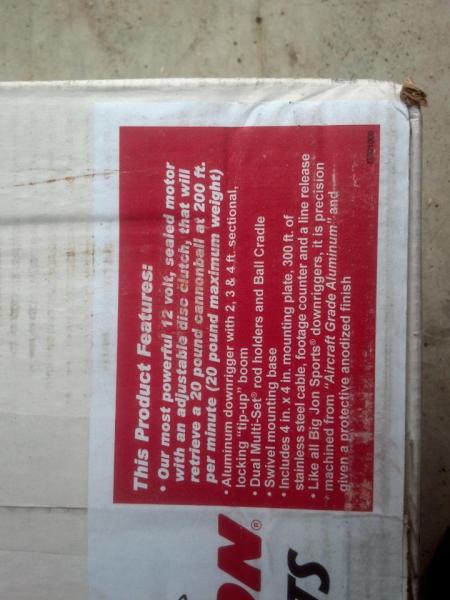 This Product Features:
• Our most powerful 12 volt, sealed motor
with an adjustable disc clutch, that will
retrieve a 20 pound cannonball at 200 ft.
per minute (20 pound maximum weight)
• Aluminum downrigger with 2, 3 & 4 ft. sectional,
locking "tip-up" boom
• Dual Multi-Set® rod holders and Ball Cradle
• Swivel mounting base
• Includes 4 in. x 4 in. mounting plate, 300 ft. of
stainless steel cable, footage counter and a line release
• Like all Big Jon Sports® downriggers, it is precision
machined from "Aircraft Grade Aluminum" and
given a protective anodized finish
ON®
TS